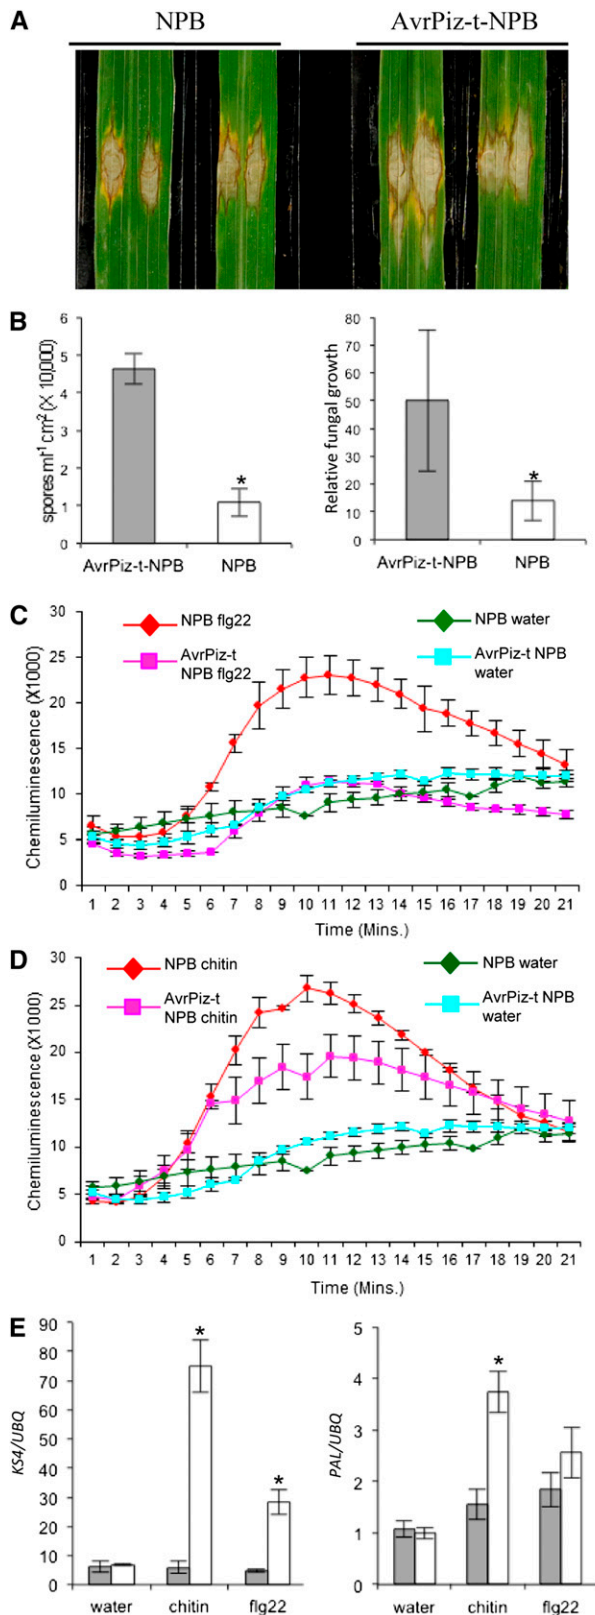 A
NPB AvrPiz-t-NPB
B
spores ml-1 cm2 (X 10,000)
6
5
4
3
2
1
0
*
AvrPiz-t-NPB NPB
Relative fungal growth
80
70
60
50
40
30
20
10
0
*
AvrPiz-t-NPB NPB
C
Chemiluminescence (X1000)
30
25
20
15
10
5
0
NPB flg22
AvrPiz-t
NPB flg22
NPB water
AvrPiz-t NPB
water
1 2 3 4 5 6 7 8 9 10 11 12 13 14 15 16 17 18 19 20 21
Time (Mins.)
D
Chemiluminescence (X1000)
30
25
20
15
10
5
0
NPB chitin
AvrPiz-t
NPB chitin
NPB water
AvrPiz-t NPB
water
1 2 3 4 5 6 7 8 9 10 11 12 13 14 15 16 17 18 19 20 21
Time (Mins.)
E
KS4/UBQ
90
80
70
60
50
40
30
20
10
0
*
*
water chitin flg22
PAL/UBQ
5
4
3
2
1
0
*
water chitin flg22